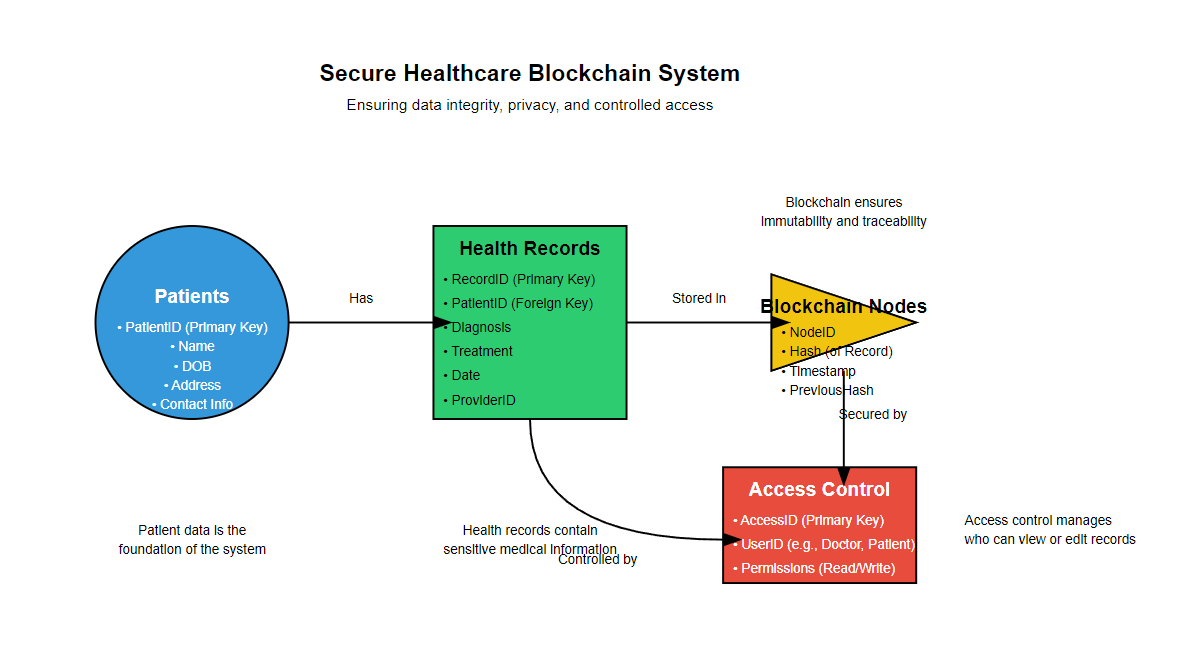 Secure Healthcare Blockchain System
Ensuring data integrity, privacy, and controlled access
Blockchain ensures
immutability and traceability
Patients
• PatientID (Primary Key)
• Name
• DOB
• Address
• Contact Info
Has
Health Records
• RecordID (Primary Key)
• PatientID (Foreign Key)
• Diagnosis
• Treatment
• Date
• ProviderID
Stored in
Blockchain Nodes
• NodeID
• Hash (of Record)
• Timestamp
• PreviousHash
Secured by
Access Control
• AccessID (Primary Key)
• UserID (e.g., Doctor, Patient)
• Permissions (Read/Write)
Patient data is the
foundation of the system
Health records contain
sensitive medical information
Controlled by
Access control manages
who can view or edit records